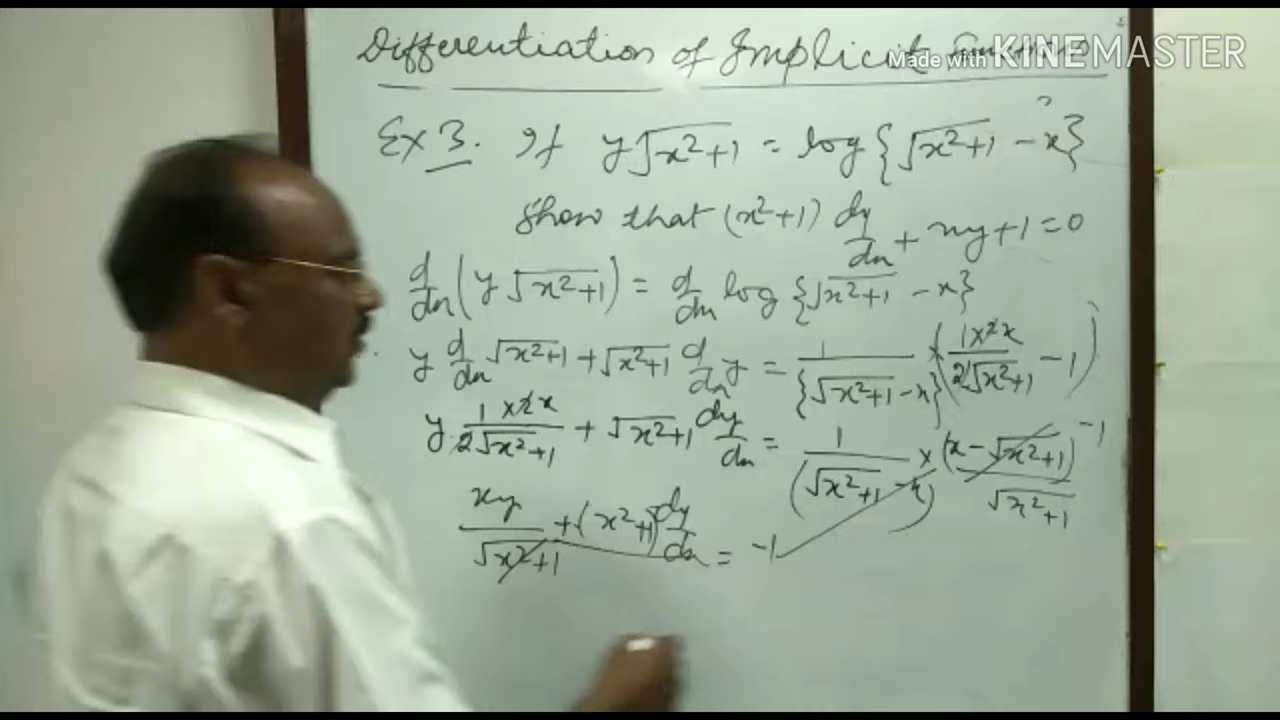 Differentiation of Implicit
Made with KINEMASTER
Ex 3. If y√(x²+1) = log{√(x²+1) - x}
Show that (x²+1) dy/dx + xy + 1 = 0
d/dx (y√(x²+1)) = d/dx log{√(x²+1) - x}
y d/dx √(x²+1) + √(x²+1) d/dx y = 1/{√(x²+1) - x} × (1×2x/2√(x²+1) - 1)
y 1×2x/2√(x²+1) + √(x²+1) dy/dx = 1/(√(x²+1) - x) × (x - √(x²+1))/√(x²+1) -1
xy/√(x²+1) + (x²+1) dy/dx = -1